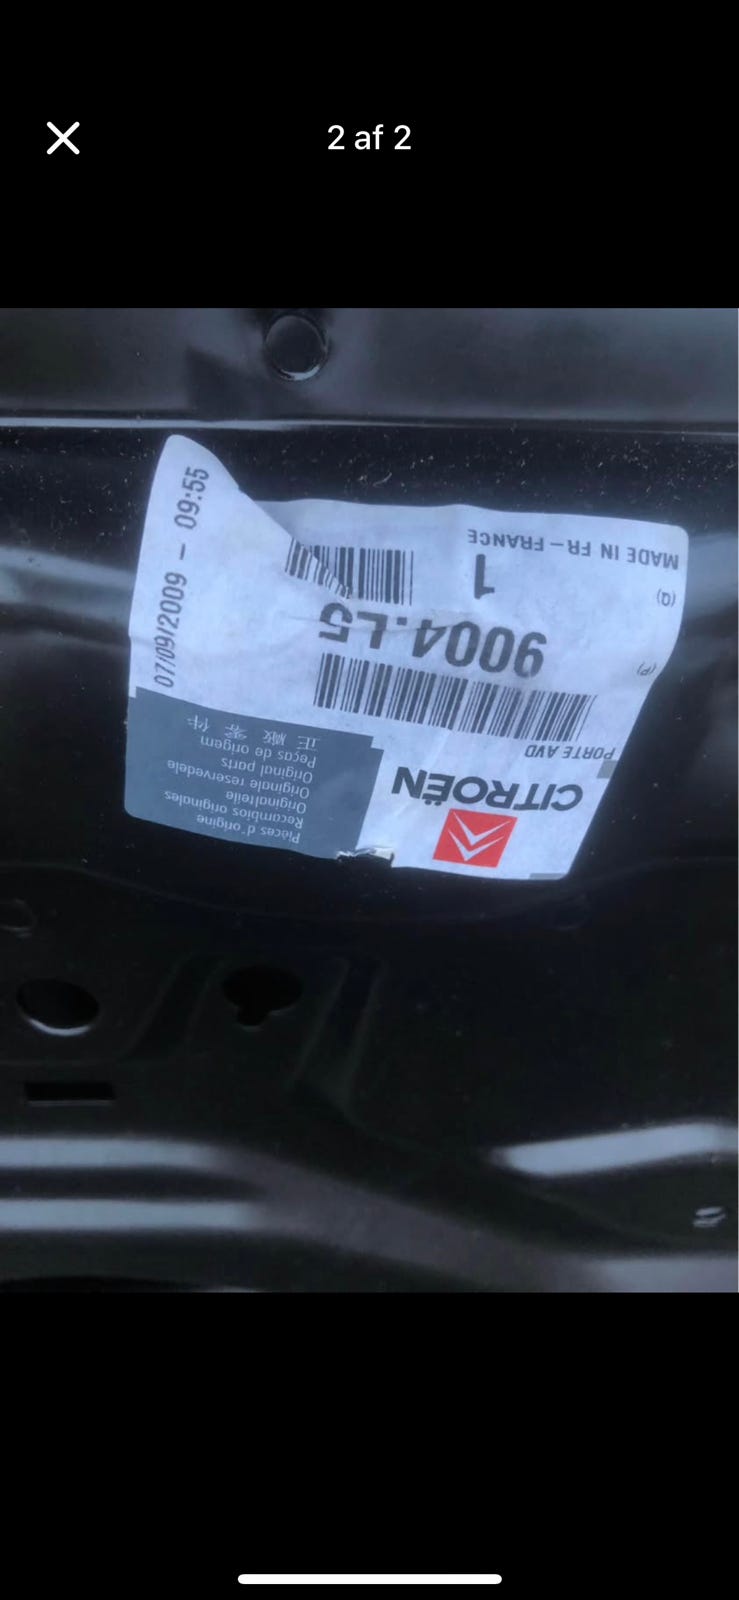 2 af 2
CITROËN
PORTE AVD
(P)
9004.L5
(Q)
1
MADE IN FR-FRANCE
Pièces d'origine
Recambios originales
Originalteile
Originale reservedele
Original parts
Peças de origem
正廠零件
07/09/2009 - 09:55